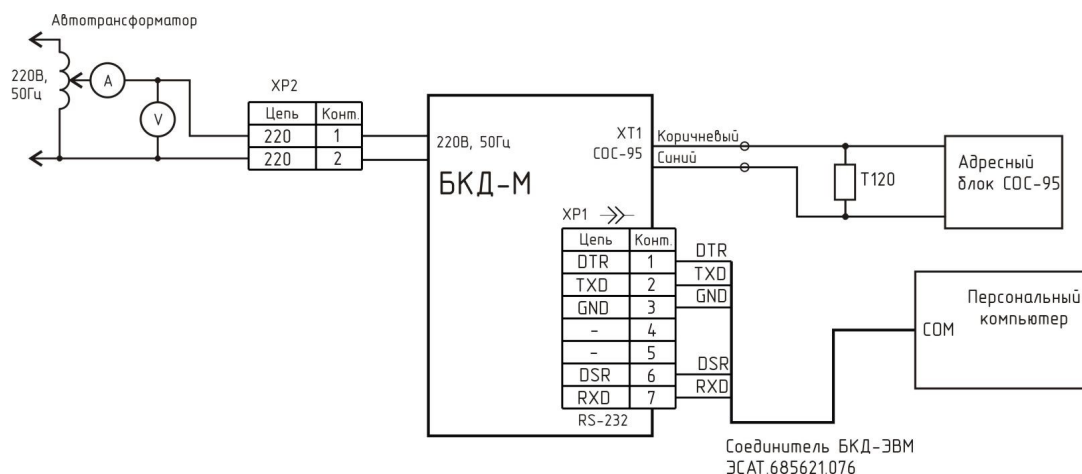 Автотрансформатор
220В,
50Гц
A
V
XP2
Цепь Конт.
220 1
220 2
220В, 50Гц
БКД-М
XT1
СОС-95
Коричневый
Синий
T120
Адресный
блок СОС-95
XP1
Цепь Конт.
DTR 1
TXD 2
GND 3
- 4
- 5
DSR 6
RXD 7
RS-232
DTR
TXD
GND
DSR
RXD
Персональный
компьютер
COM
Соединитель БКД-ЭВМ
ЭСАТ.685621.076